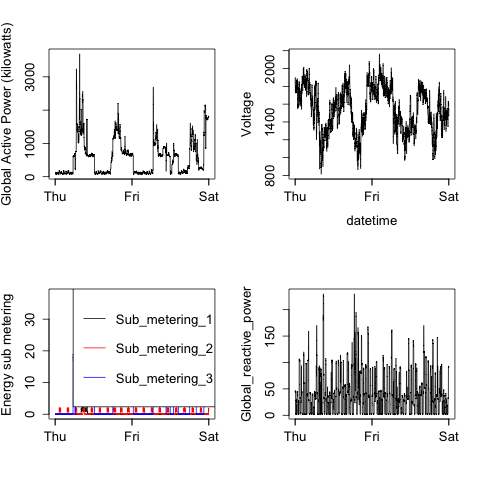 Global Active Power (kilowatts)
0
1000
3000
Thu
Fri
Sat
Voltage
800
1400
2000
Thu
Fri
Sat
datetime
Energy sub metering
0
10
20
30
Sub_metering_1
Sub_metering_2
Sub_metering_3
Thu
Fri
Sat
Global_reactive_power
0
50
150
Thu
Fri
Sat